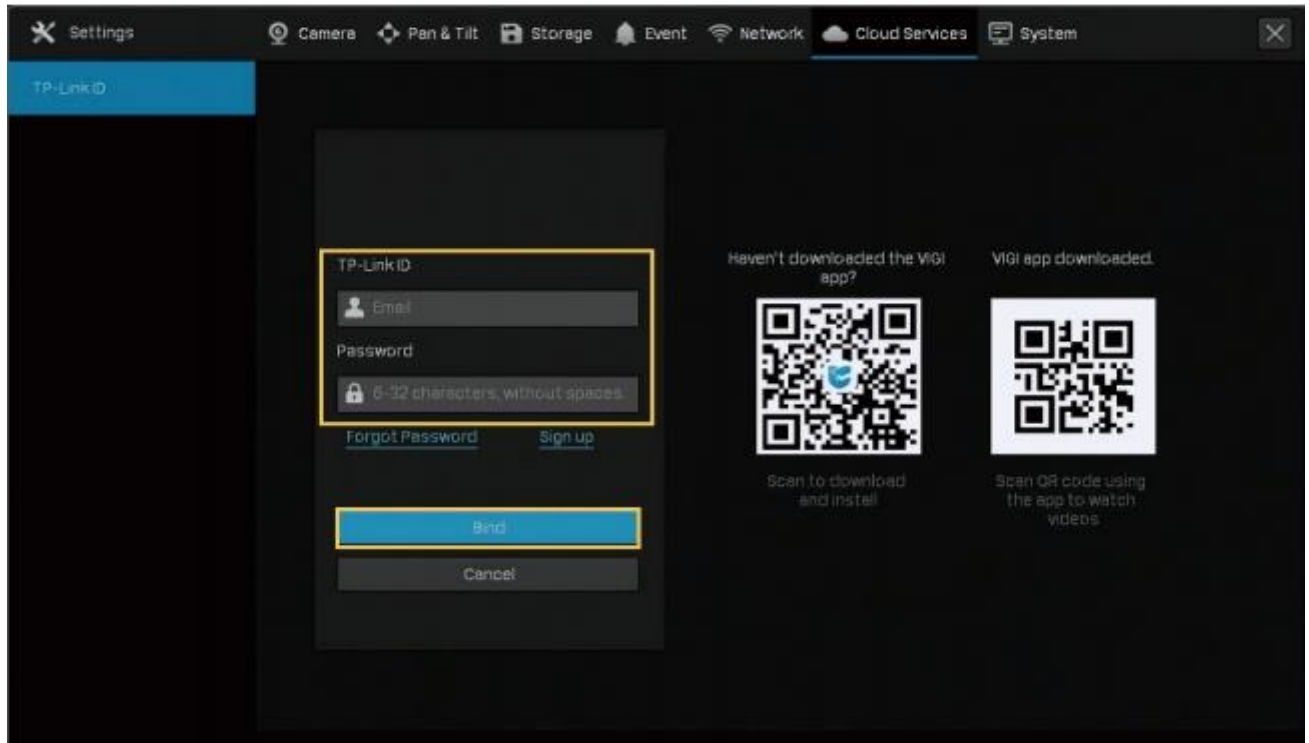 Settings
Camera
Pan & Tilt
Storage
Event
Network
Cloud Services
System
TP-Link ID
TP-Link ID
Email
Password
6-32 characters, without spaces.
Forgot Password
Sign up
Bind
Cancel
Haven't downloaded the VIGI
app?
Scan to download
and install
VIGI app downloaded.
Scan QR code using
the app to watch
videos